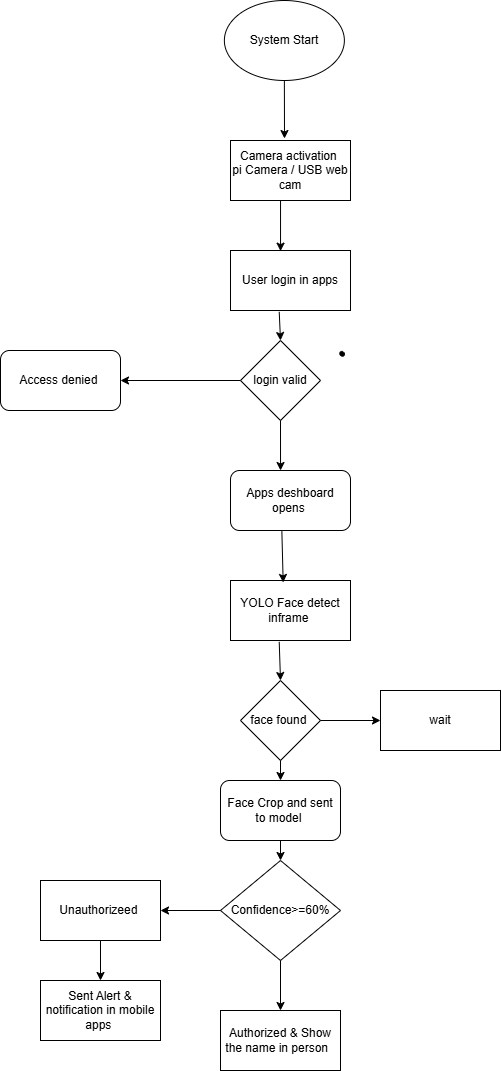 System Start
Camera activation
pi Camera / USB web
cam
User login in apps
login valid
Access denied
Apps deshboard
opens
YOLO Face detect
inframe
face found
wait
Face Crop and sent
to model
Confidence>=60%
Unauthorizeed
Sent Alert &
notification in mobile
apps
Authorized & Show
the name in person